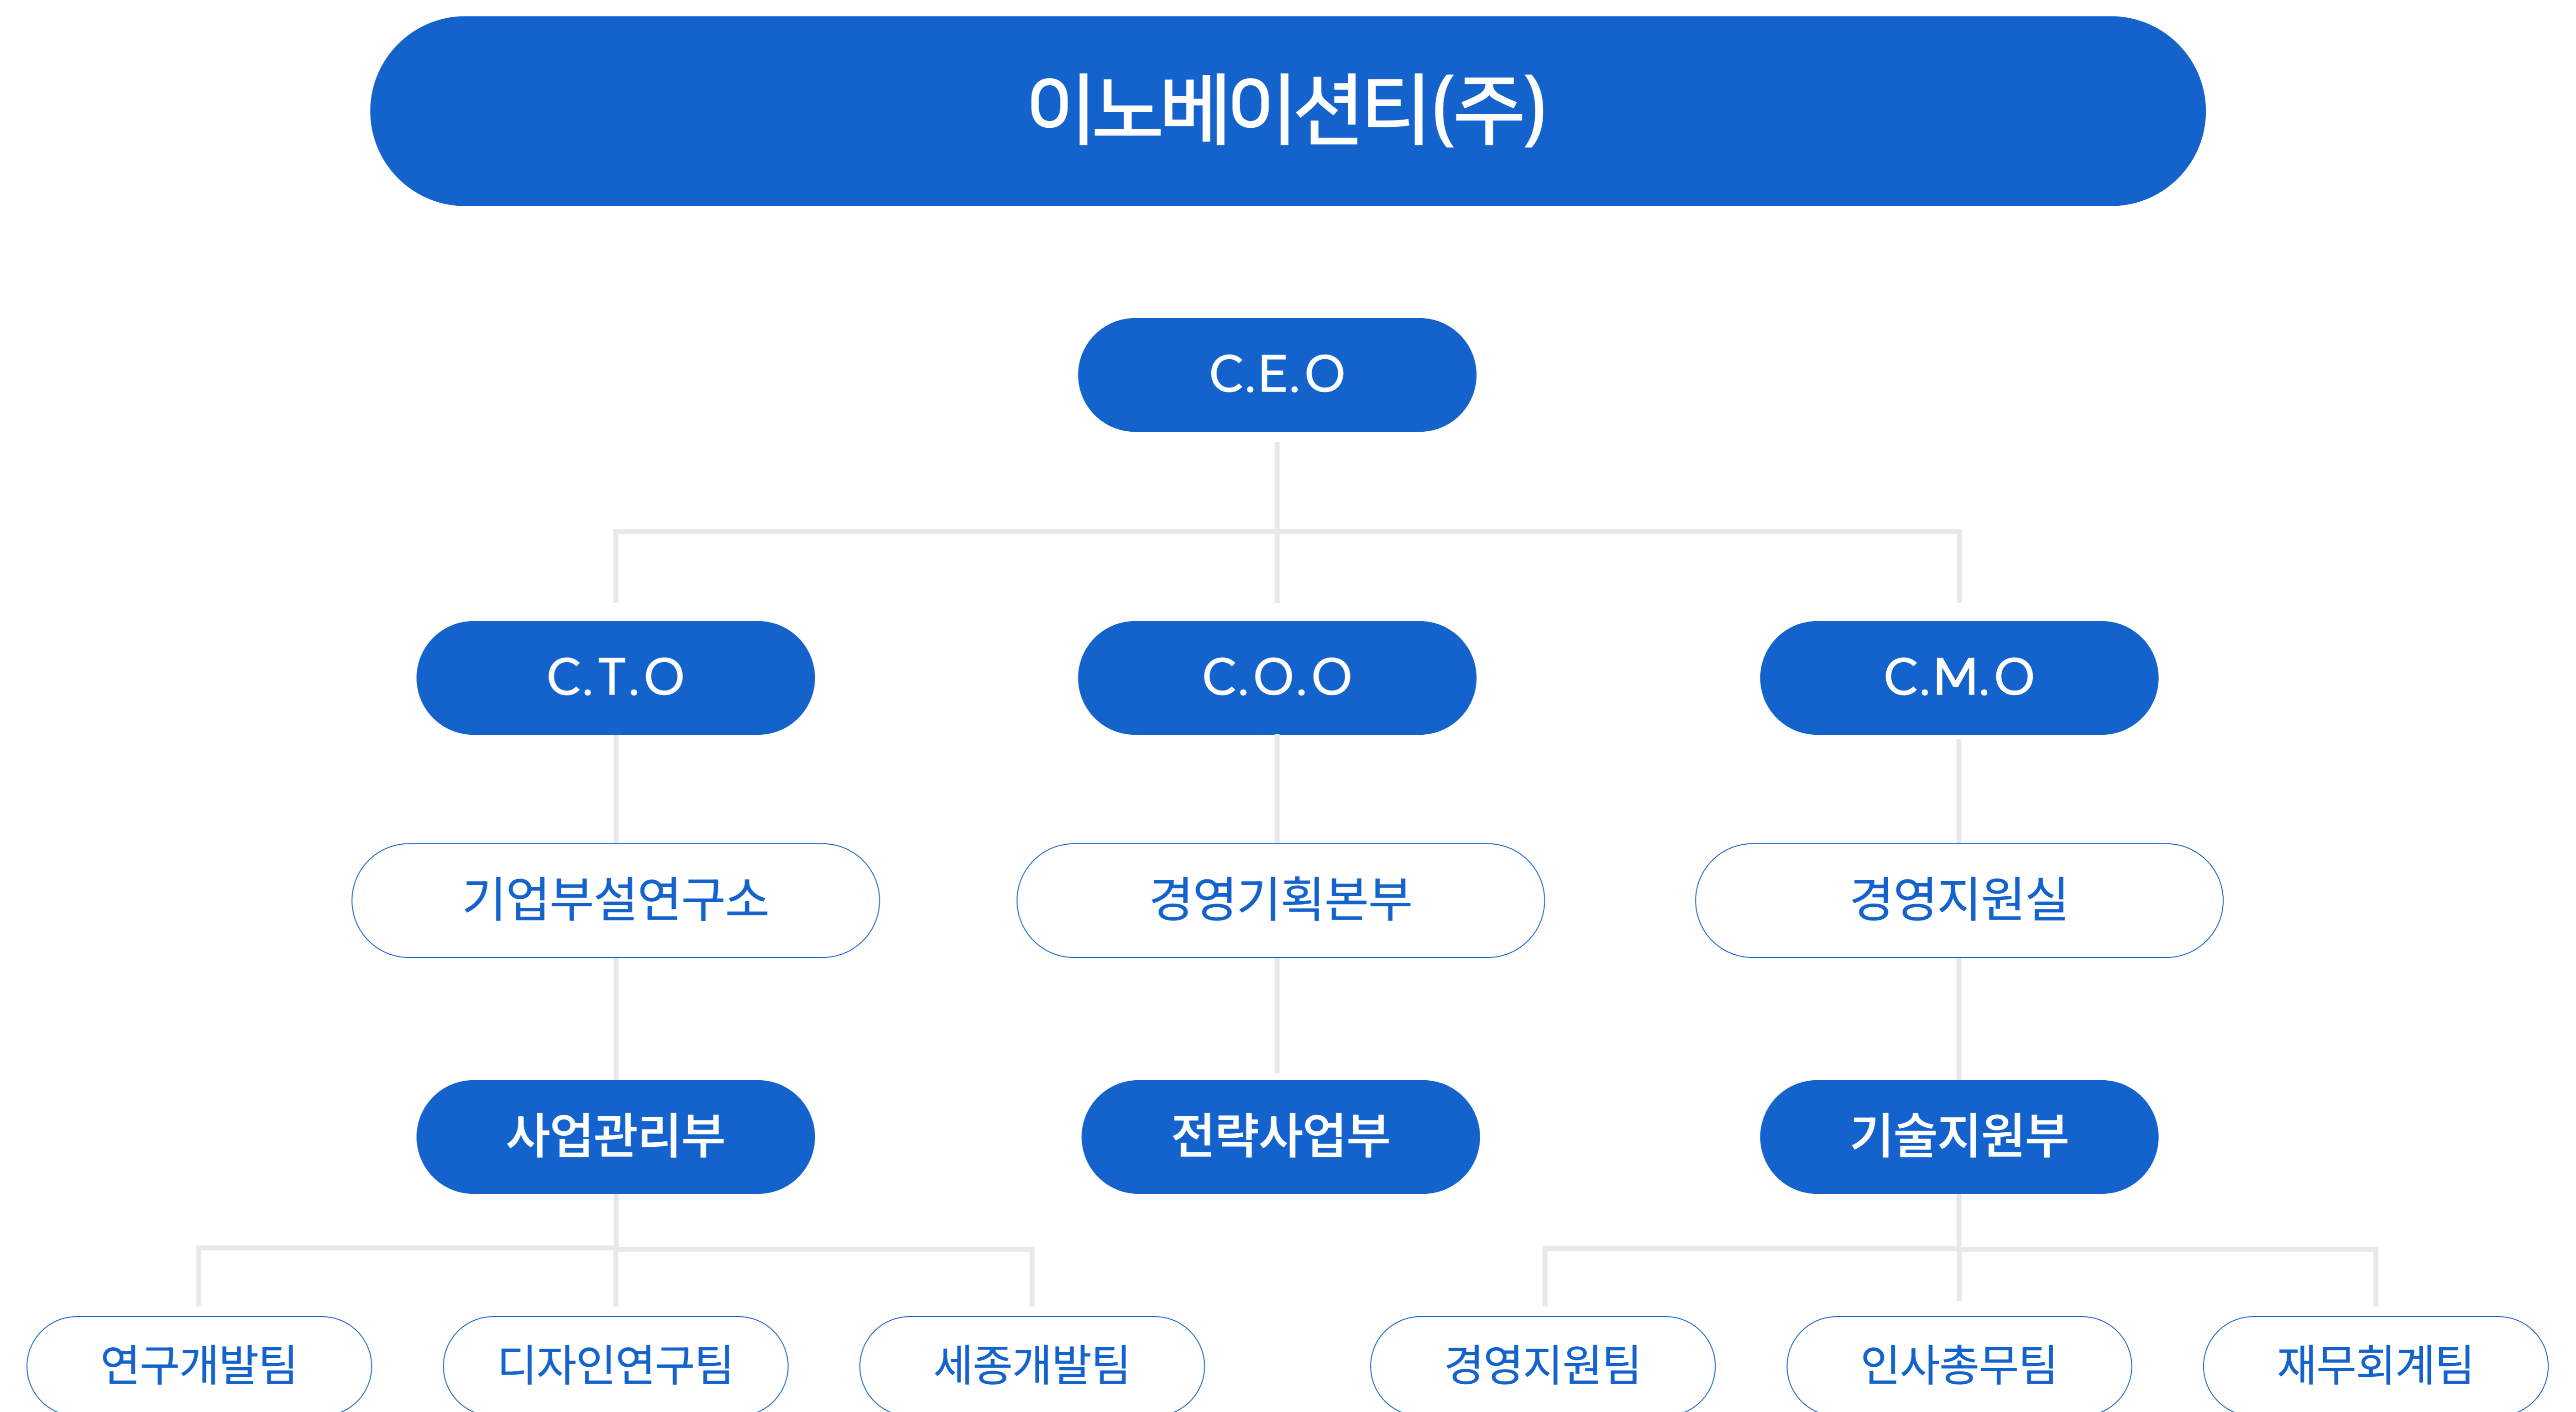 이노베이션티(주)
C.E.O
C.T.O
C.O.O
C.M.O
기업부설연구소
경영기획본부
경영지원실
사업관리부
전략사업부
기술지원부
연구개발팀
디자인연구팀
세종개발팀
경영지원팀
인사총무팀
재무회계팀